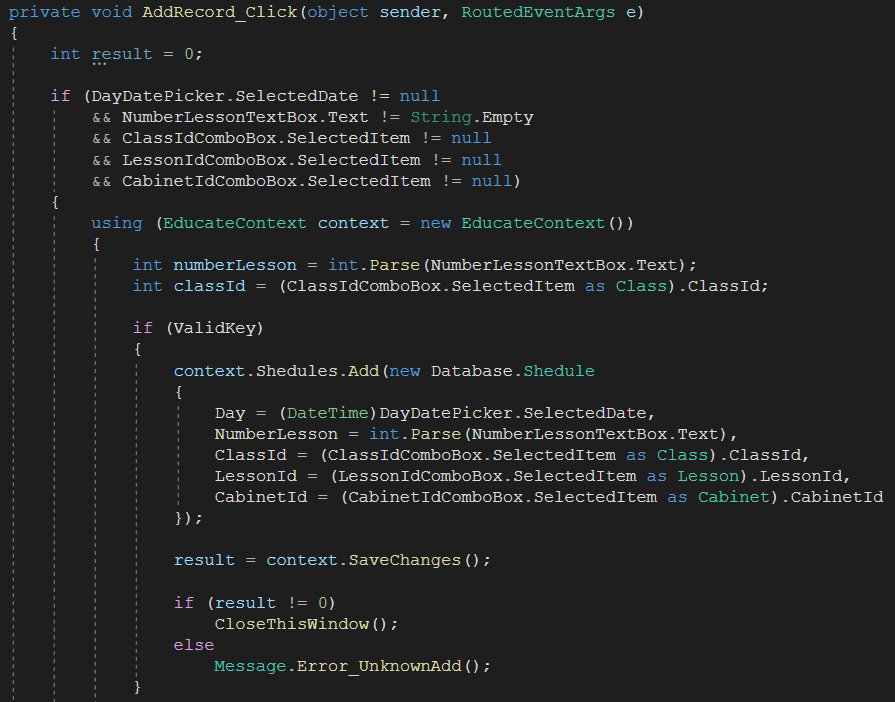 private void AddRecord_Click(object sender, RoutedEventArgs e)
{
    int result = 0;

    if (DayDatePicker.SelectedDate != null
        && NumberLessonTextBox.Text != String.Empty
        && ClassIdComboBox.SelectedItem != null
        && LessonIdComboBox.SelectedItem != null
        && CabinetIdComboBox.SelectedItem != null)
    {
        using (EducateContext context = new EducateContext())
        {
            int numberLesson = int.Parse(NumberLessonTextBox.Text);
            int classId = (ClassIdComboBox.SelectedItem as Class).ClassId;

            if (ValidKey)
            {
                context.Shedules.Add(new Database.Shedule
                {
                    Day = (DateTime)DayDatePicker.SelectedDate,
                    NumberLesson = int.Parse(NumberLessonTextBox.Text),
                    ClassId = (ClassIdComboBox.SelectedItem as Class).ClassId,
                    LessonId = (LessonIdComboBox.SelectedItem as Lesson).LessonId,
                    CabinetId = (CabinetIdComboBox.SelectedItem as Cabinet).CabinetId
                });

                result = context.SaveChanges();

                if (result != 0)
                    CloseThisWindow();
                else
                    Message.Error_UnknownAdd();
            }